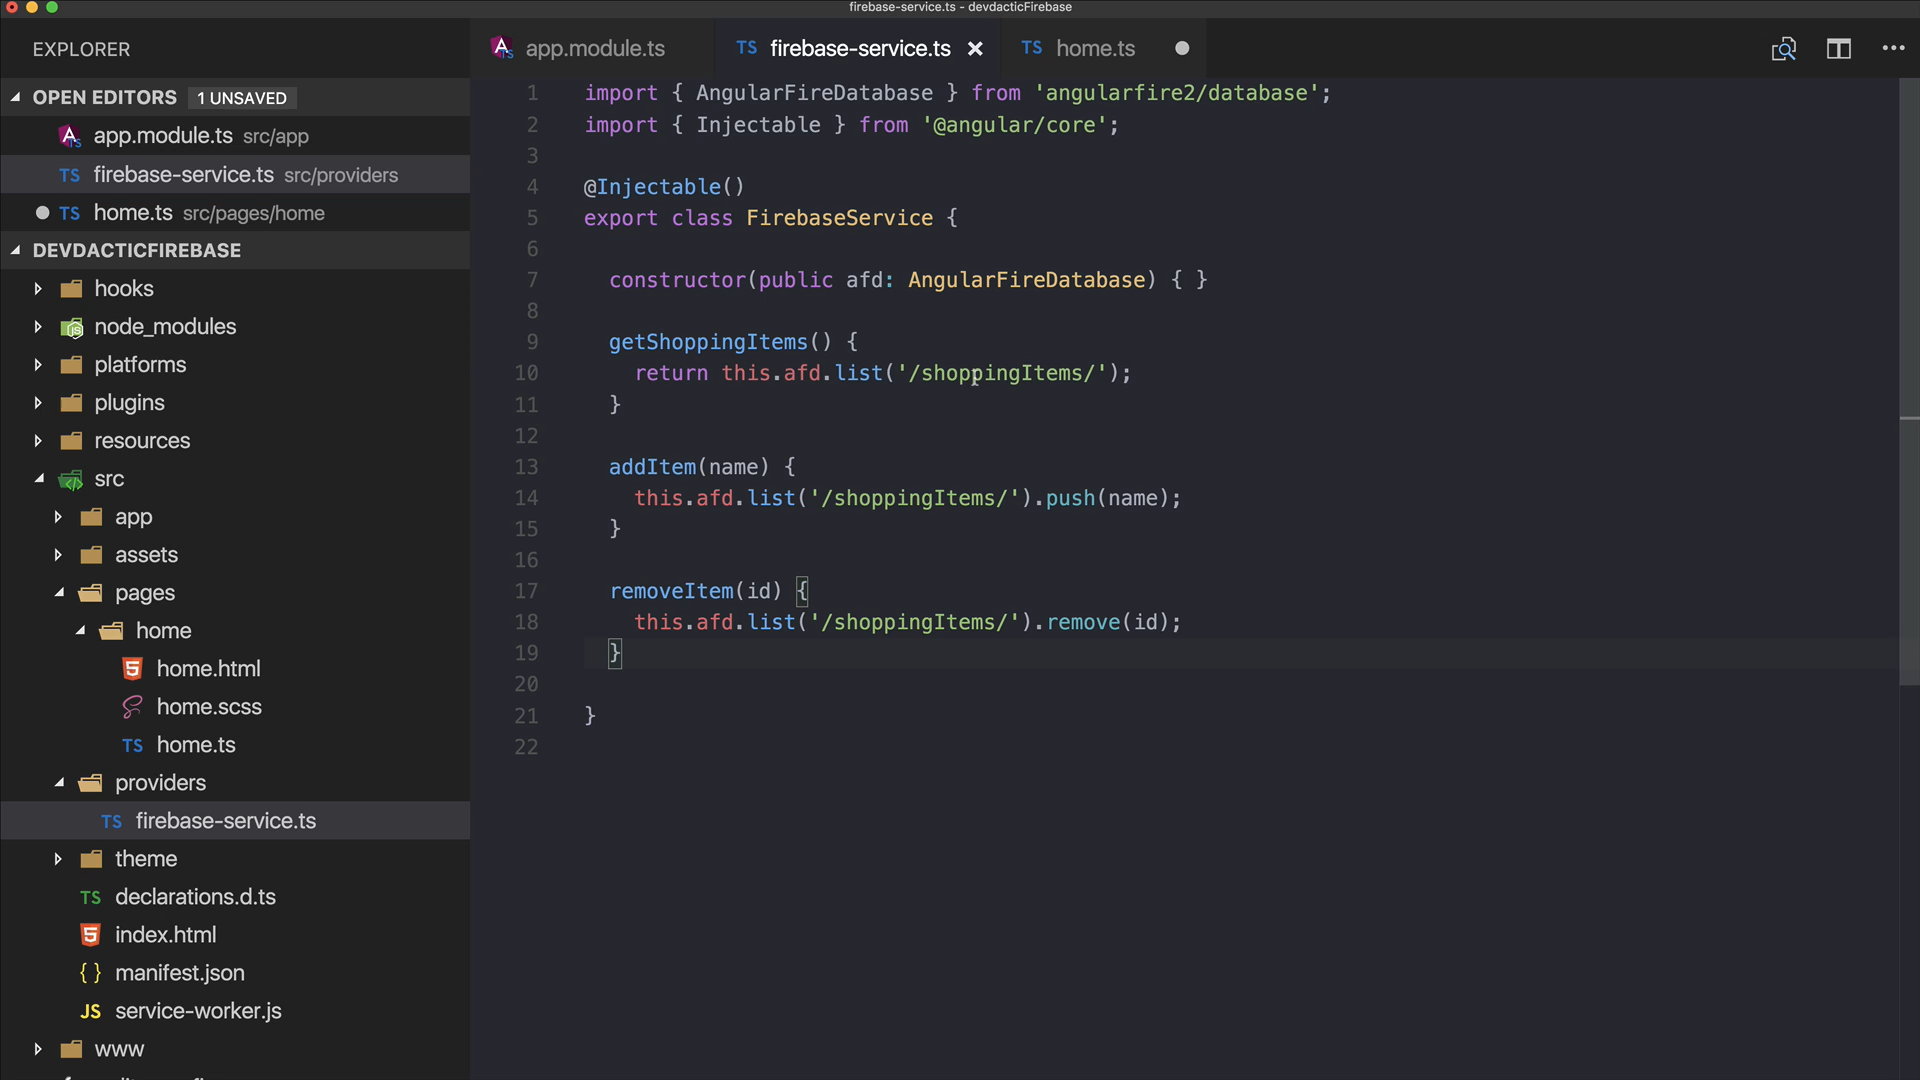 firebase-service.ts - devdacticFirebase
EXPLORER
OPEN EDITORS 1 UNSAVED
app.module.ts src/app
TS firebase-service.ts src/providers
TS home.ts src/pages/home
DEVDACTICFIREBASE
hooks
node_modules
platforms
plugins
resources
src
app
assets
pages
home
home.html
home.scss
TS home.ts
providers
TS firebase-service.ts
theme
TS declarations.d.ts
index.html
{ } manifest.json
JS service-worker.js
www
app.module.ts TS firebase-service.ts × TS home.ts
1 import { AngularFireDatabase } from 'angularfire2/database';
2 import { Injectable } from '@angular/core';
3
4 @Injectable()
5 export class FirebaseService {
6
7 constructor(public afd: AngularFireDatabase) { }
8
9 getShoppingItems() {
10 return this.afd.list('/shoppingItems/');
11 }
12
13 addItem(name) {
14 this.afd.list('/shoppingItems/').push(name);
15 }
16
17 removeItem(id) {
18 this.afd.list('/shoppingItems/').remove(id);
19 }
20
21 }
22